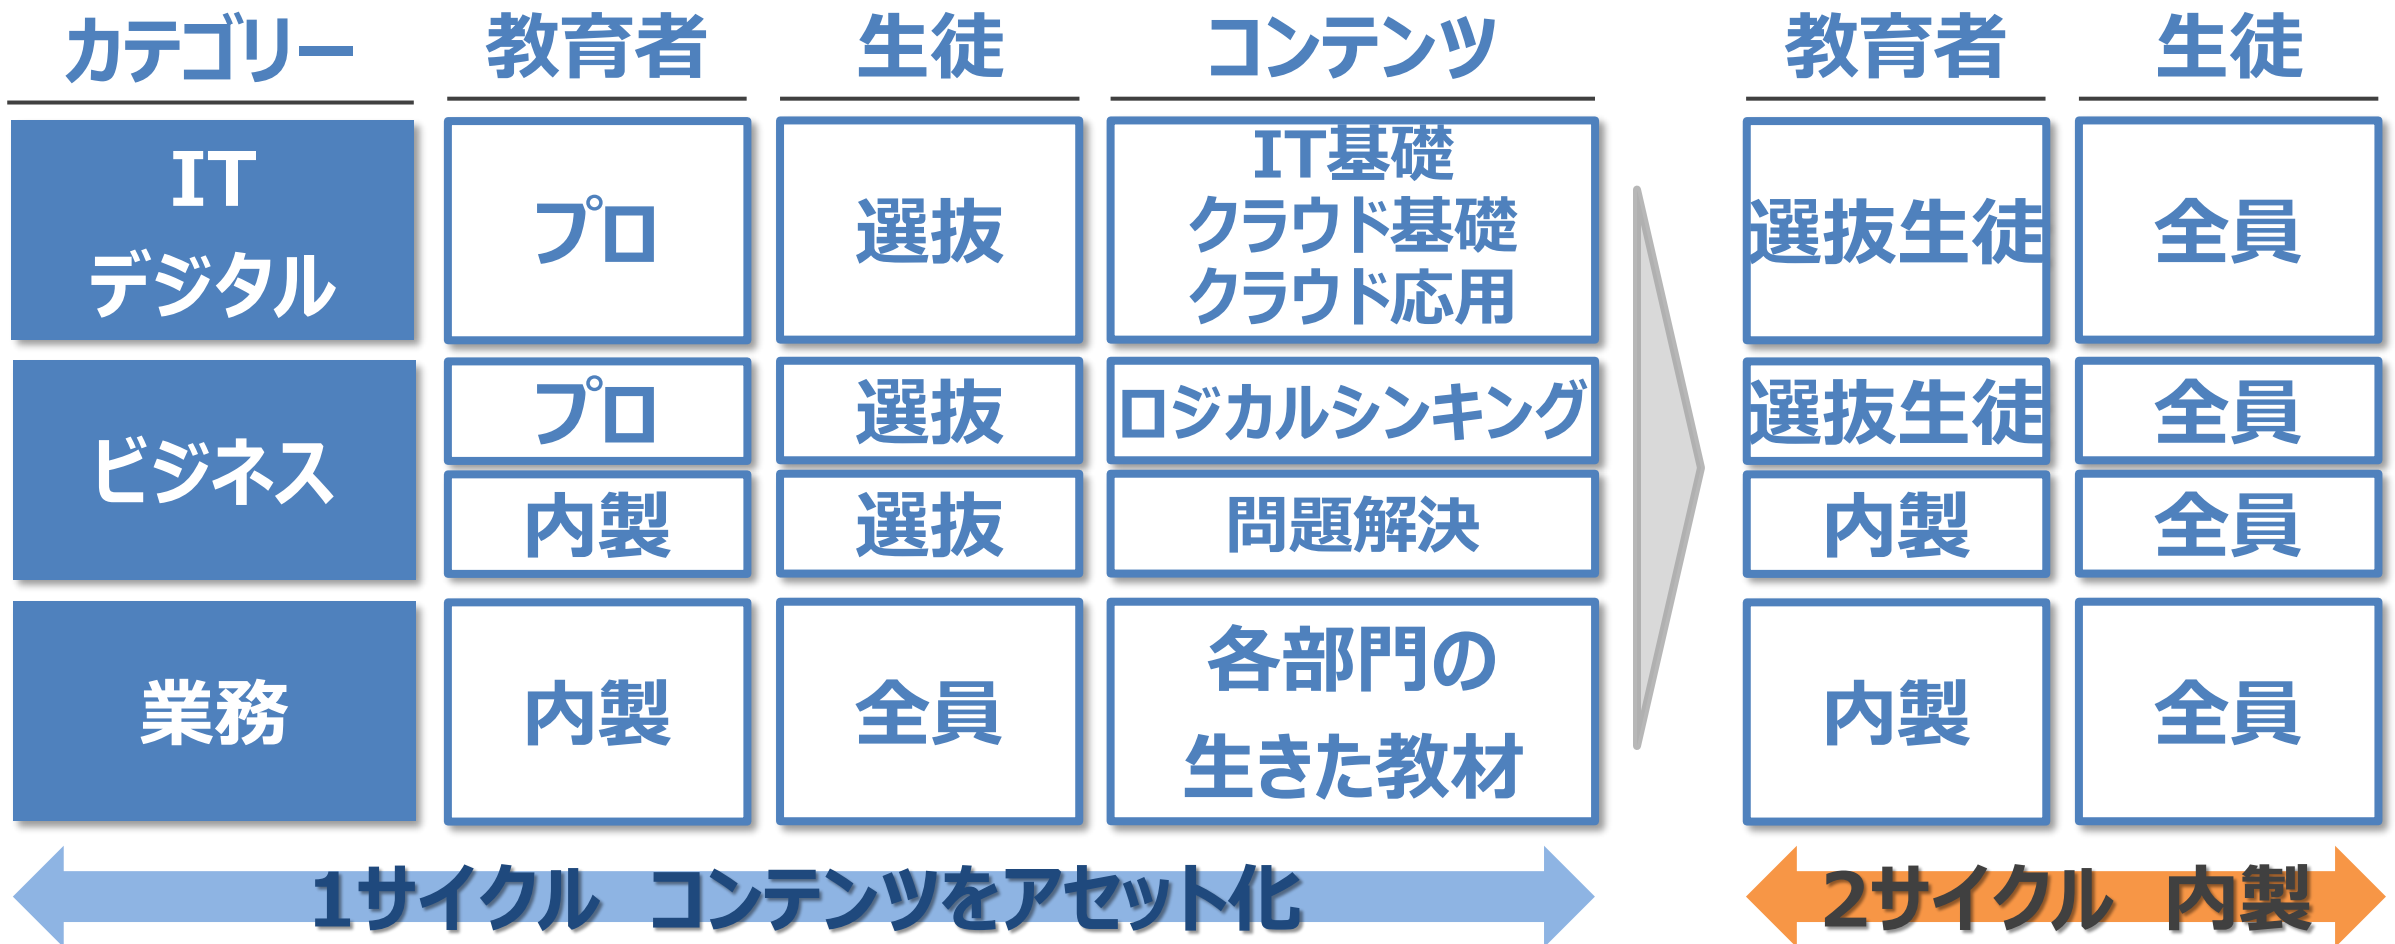 カテゴリー 教育者 生徒 コンテンツ 教育者 生徒
IT
デジタル
プロ
選抜
IT基礎
クラウド基礎
クラウド応用
選抜生徒
全員
ビジネス
プロ
選抜
ロジカルシンキング
選抜生徒
全員
内製
選抜
問題解決
内製
全員
業務
内製
全員
各部門の
生きた教材
内製
全員
1サイクル　コンテンツをアセット化
2サイクル　内製